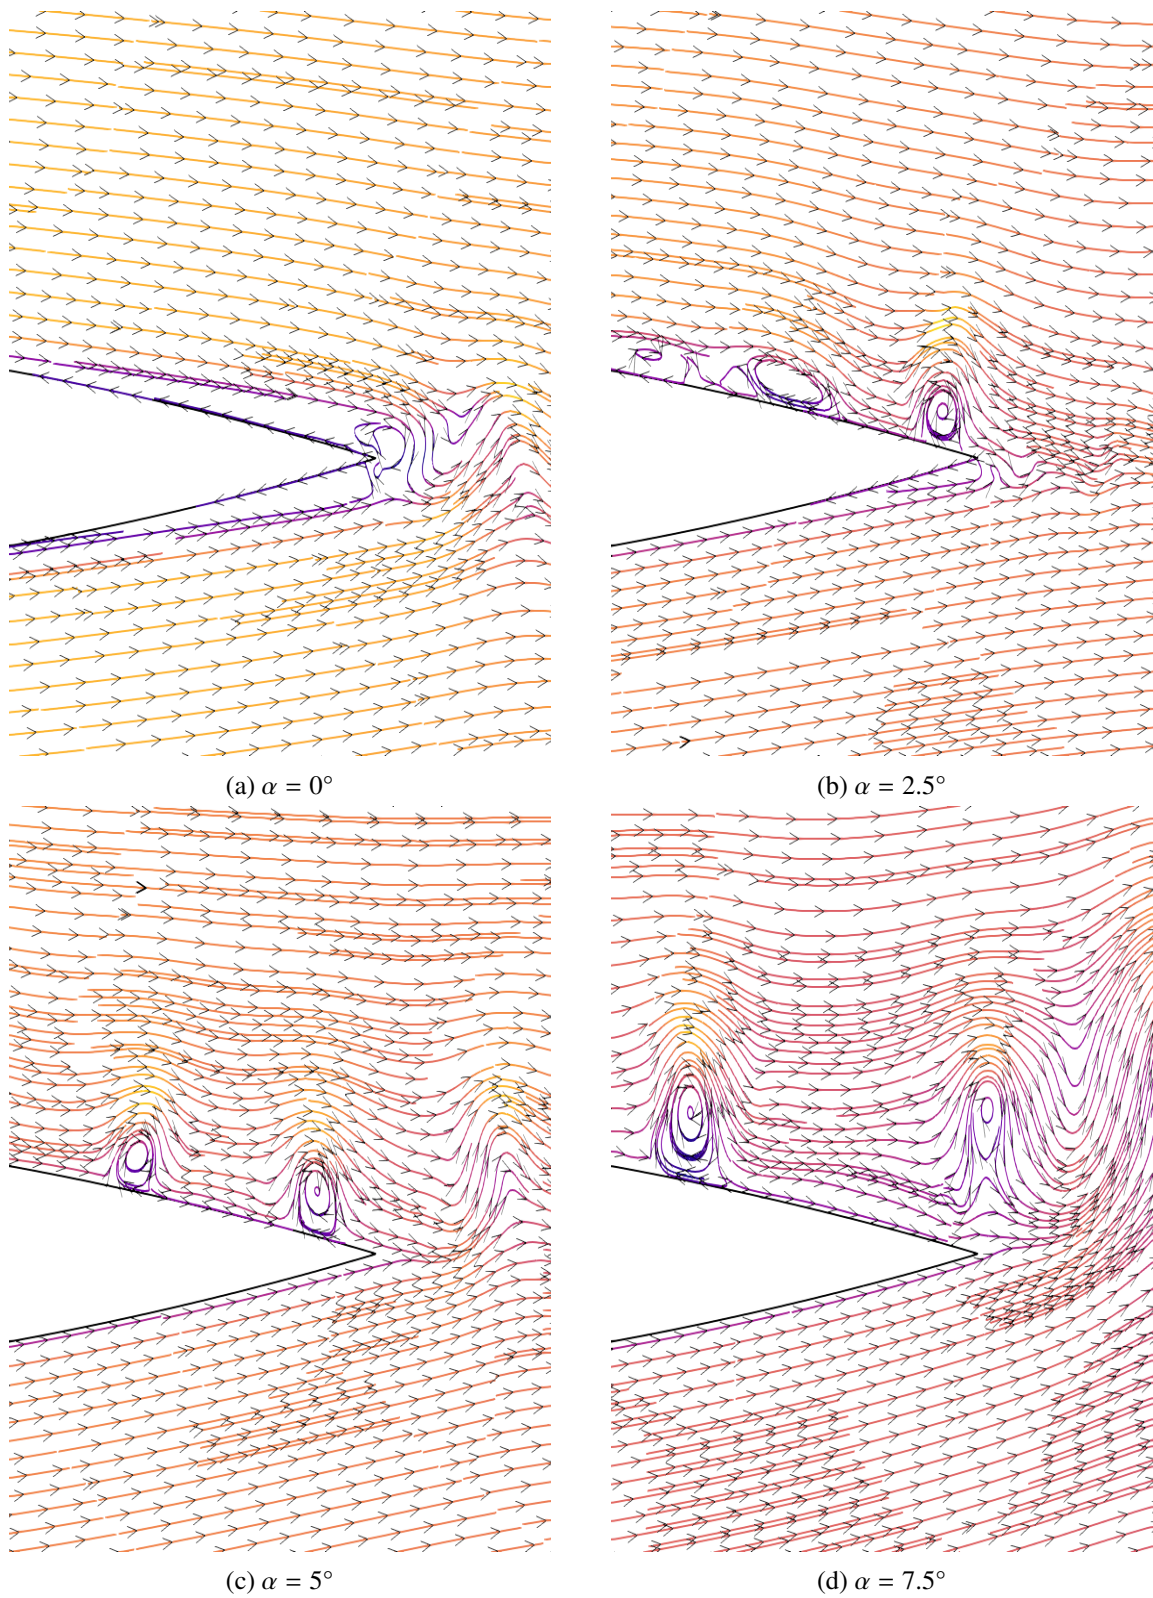 (a) α = 0°
(b) α = 2.5°
(c) α = 5°
(d) α = 7.5°